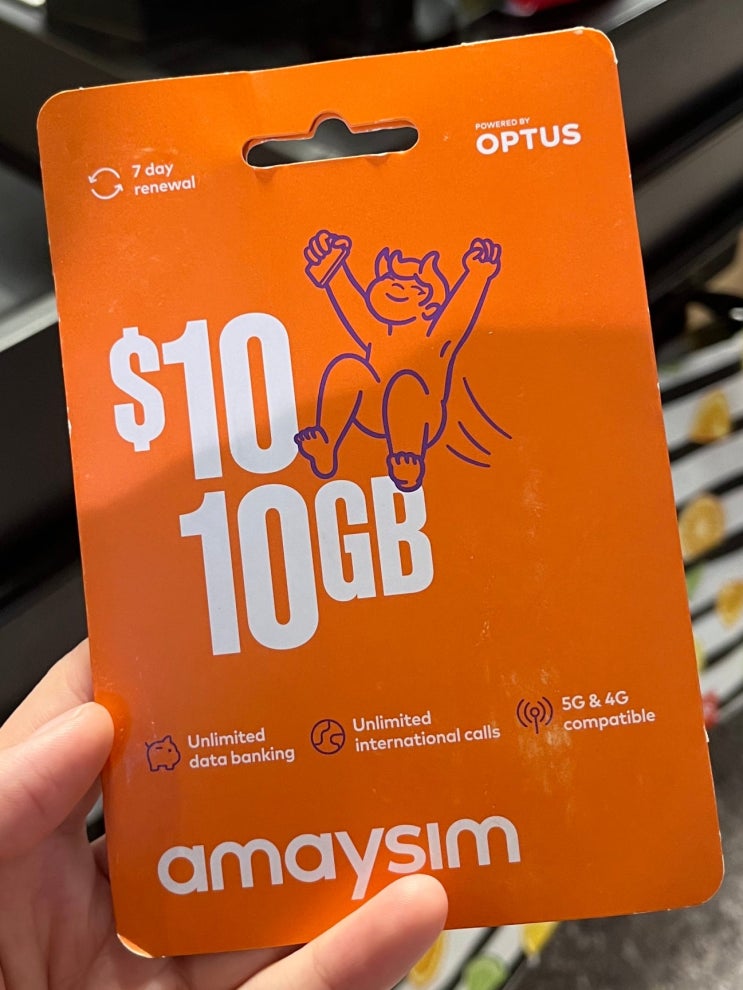 POWERED BY
OPTUS
7 day
renewal
$10
10GB
Unlimited
data banking
Unlimited
international calls
5G & 4G
compatible
amaysim